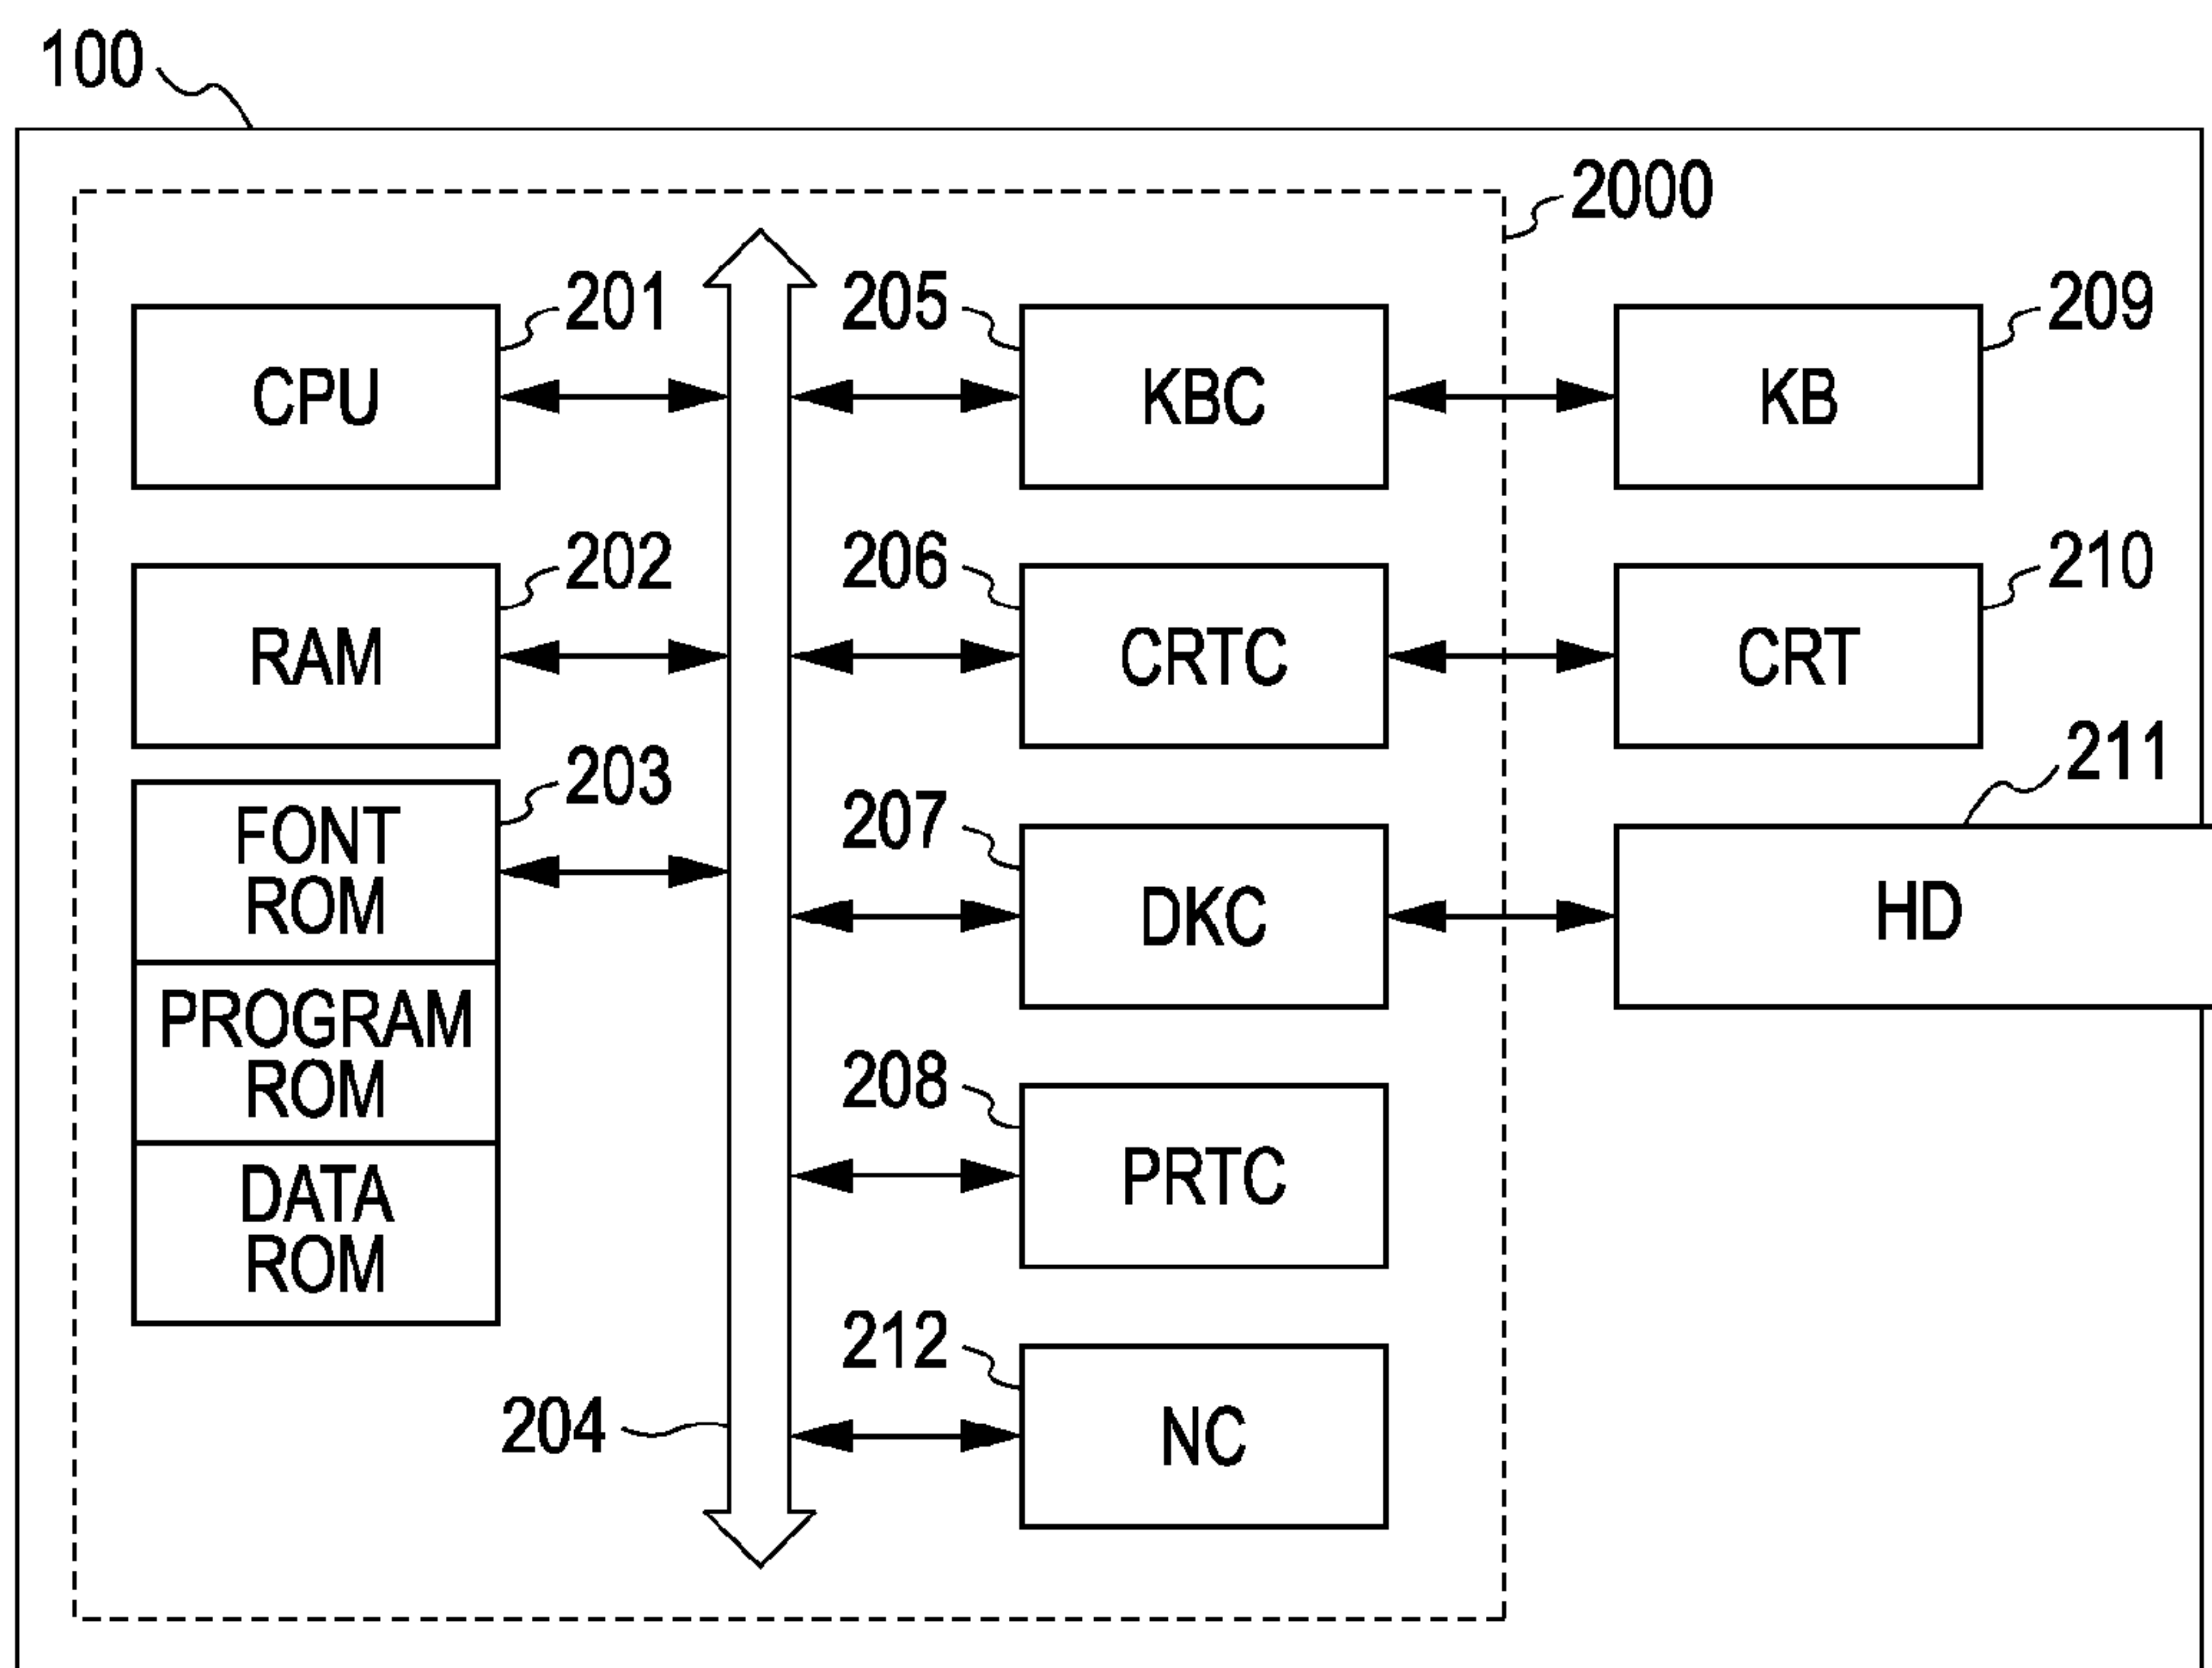 100
2000
201
205
209
CPU
KBC
KB
202
206
210
RAM
CRTC
CRT
203
207
211
FONT
ROM
DKC
HD
PROGRAM
ROM
208
DATA
ROM
PRTC
204
212
NC